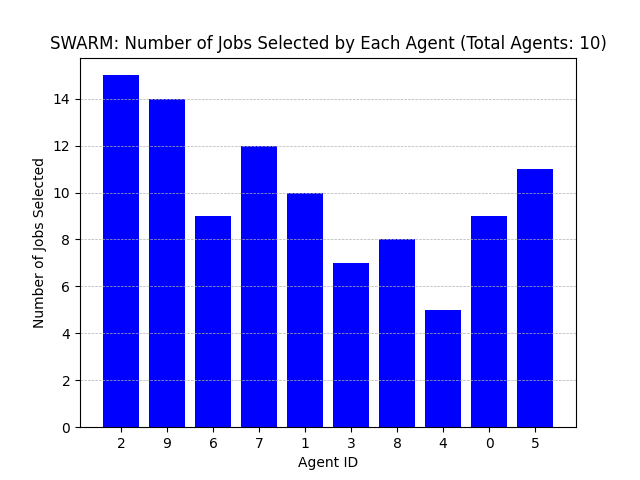 SWARM: Number of Jobs Selected by Each Agent (Total Agents: 10)
Number of Jobs Selected
14
12
10
8
6
4
2
0
2 9 6 7 1 3 8 4 0 5
Agent ID